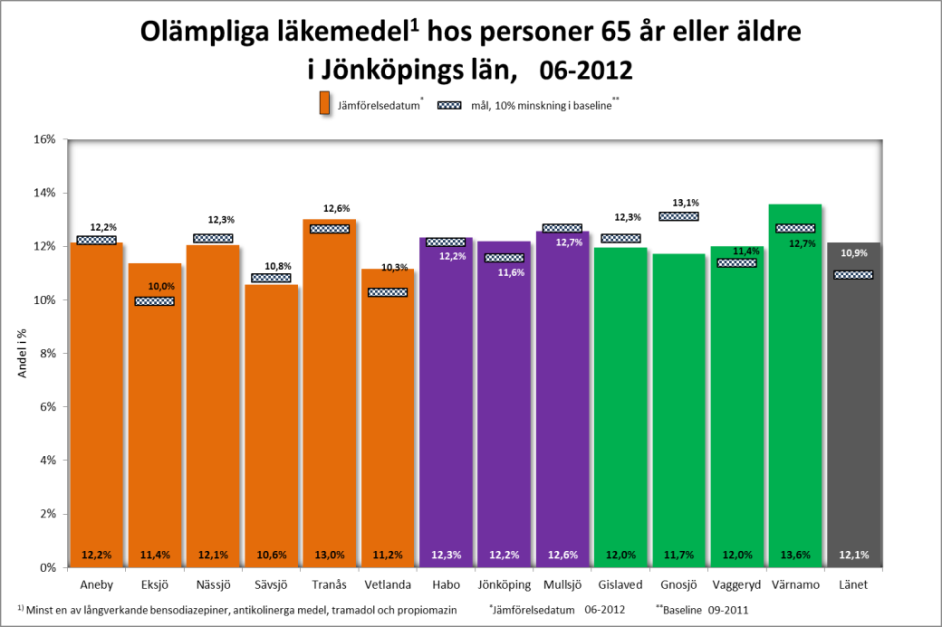 Olämpliga läkemedel¹ hos personer 65 år eller äldre
i Jönköpings län, 06-2012
Jämförelsedatum* mål, 10% minskning i baseline**
16%
14%
12%
10%
8%
6%
4%
2%
0%
Andel i %
12,2% 10,0% 12,3% 10,8% 12,6% 10,3% 12,2% 11,6% 12,7% 12,3% 13,1% 11,4% 12,7% 10,9%
12,2% 11,4% 12,1% 10,6% 13,0% 11,2% 12,3% 12,2% 12,6% 12,0% 11,7% 12,0% 13,6% 12,1%
Aneby Eksjö Nässjö Sävsjö Tranås Vetlanda Habo Jönköping Mullsjö Gislaved Gnosjö Vaggeryd Värnamo Länet
¹⁾ Minst en av långverkande bensodiazepiner, antikolinerga medel, tramadol och propiomazin *Jämförelsedatum 06-2012 **Baseline 09-2011